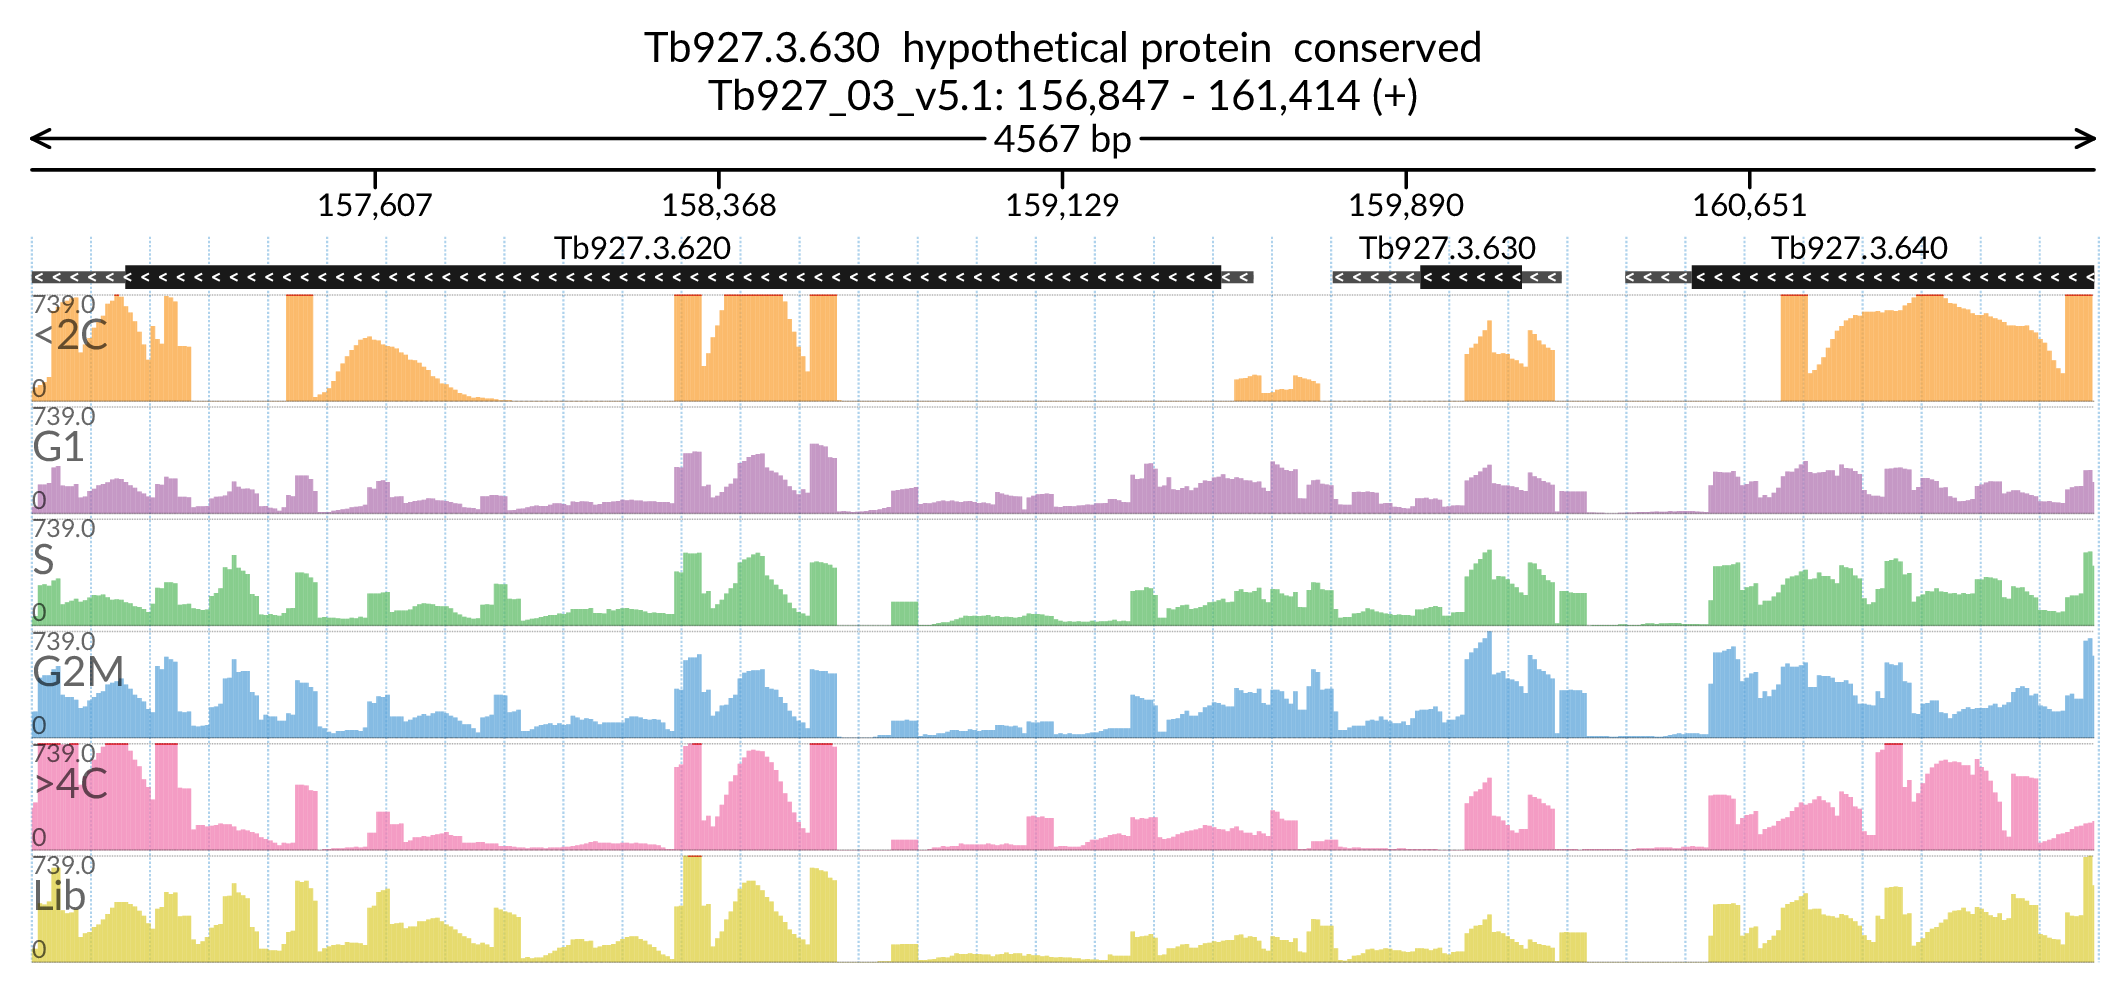 Tb927.3.630  hypothetical protein  conserved
Tb927_03_v5.1: 156,847 - 161,414 (+)
4567 bp
157,607 158,368 159,129 159,890 160,651
Tb927.3.620 Tb927.3.630 Tb927.3.640
739.0
<2C
0
739.0
G1
0
739.0
S
0
739.0
G2M
0
739.0
>4C
0
739.0
Lib
0